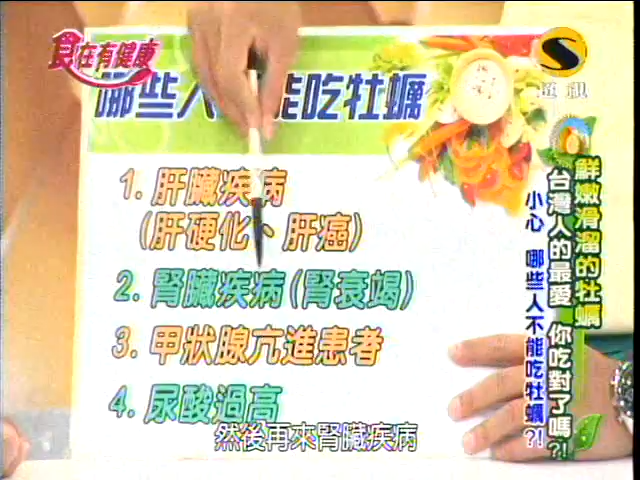 食在有健康
哪些人 能吃牡蠣
1. 肝臟疾病
(肝硬化、肝癌)
2. 腎臟疾病(腎衰竭)
3. 甲狀腺亢進患者
4. 尿酸過高
然後再來腎臟疾病
鮮嫩滑溜的牡蠣
台灣人的最愛 你吃對了嗎?!
小心 哪些人不能吃牡蠣?!